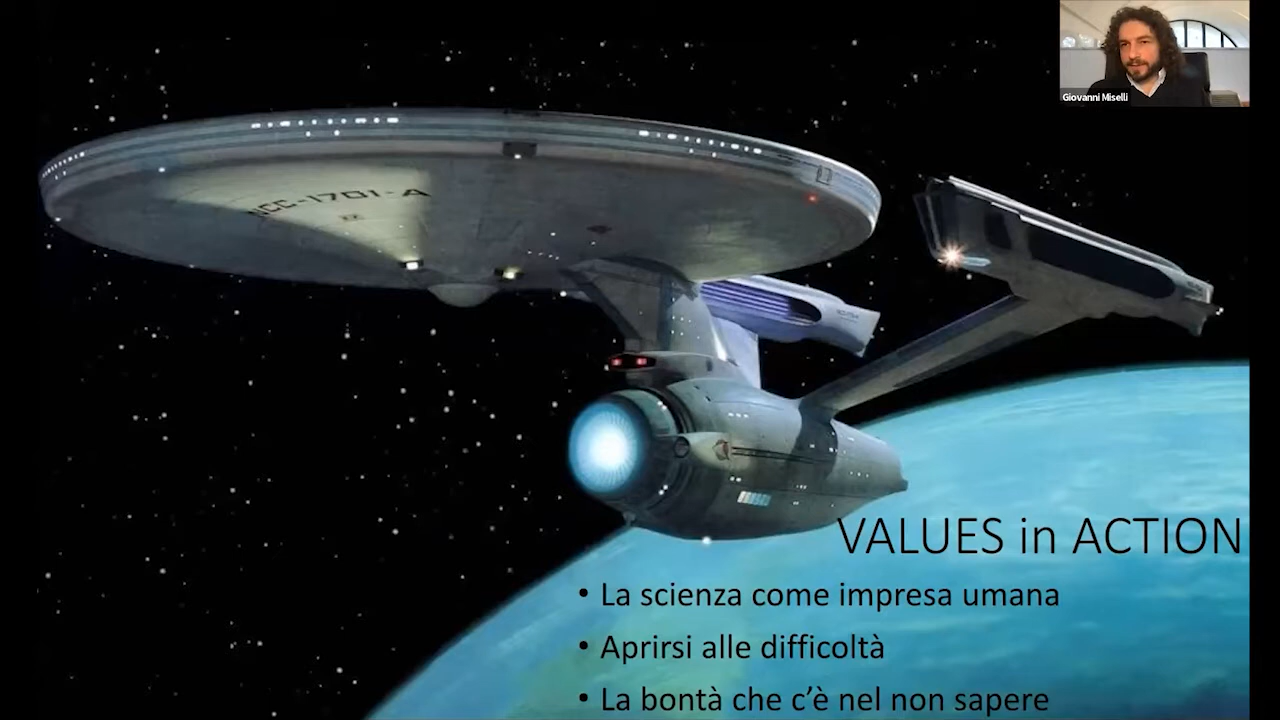 Giovanni Miselli
NCC-1701-A
VALUES in ACTION
• La scienza come impresa umana
• Aprirsi alle difficoltà
• La bontà che c’è nel non sapere